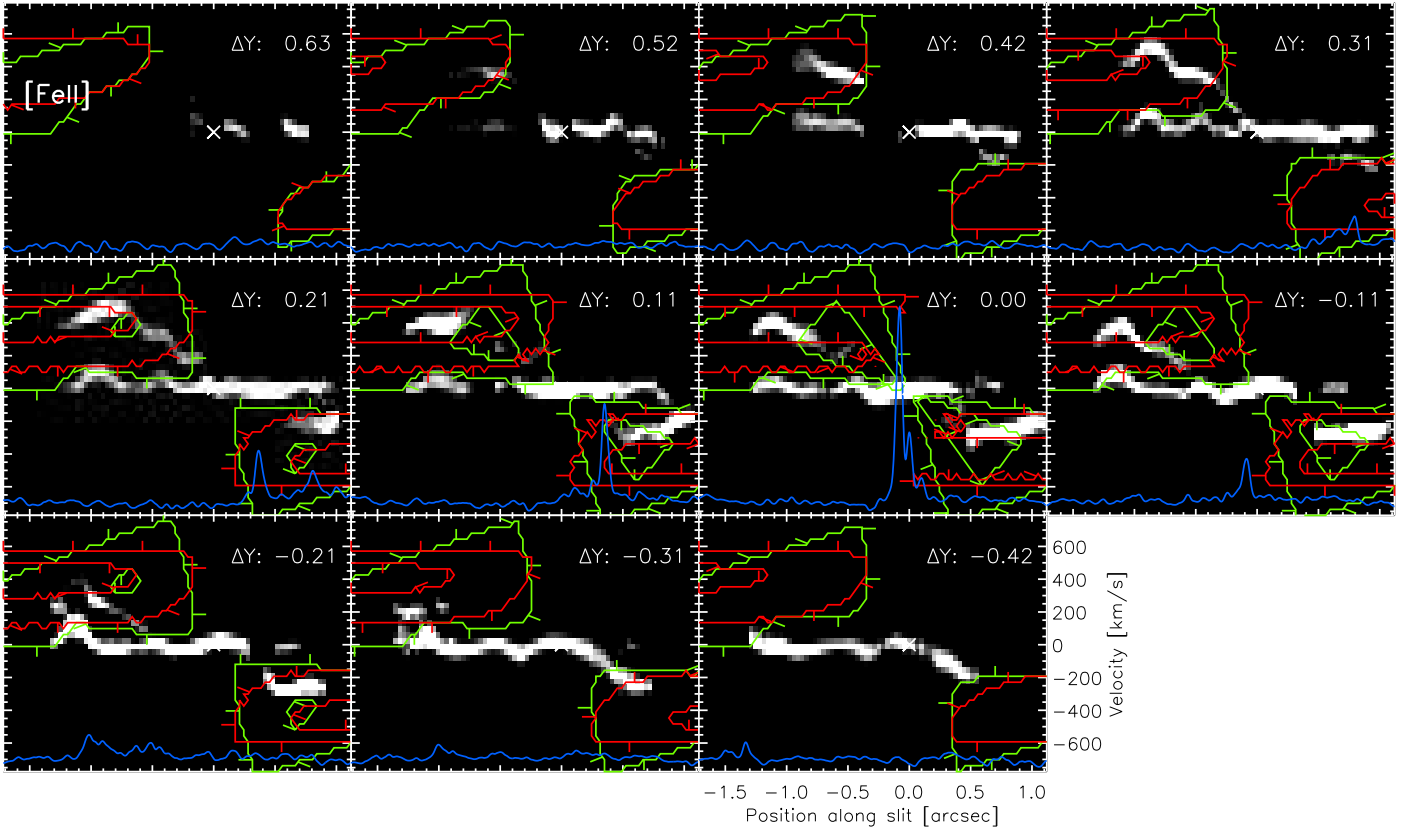 ΔY: 0.63
ΔY: 0.52
ΔY: 0.42
ΔY: 0.31
[FeII]
ΔY: 0.21
ΔY: 0.11
ΔY: 0.00
ΔY: −0.11
ΔY: −0.21
ΔY: −0.31
ΔY: −0.42
600
400
200
0
−200
−400
−600
Velocity [km/s]
−1.5 −1.0 −0.5 0.0 0.5 1.0
Position along slit [arcsec]